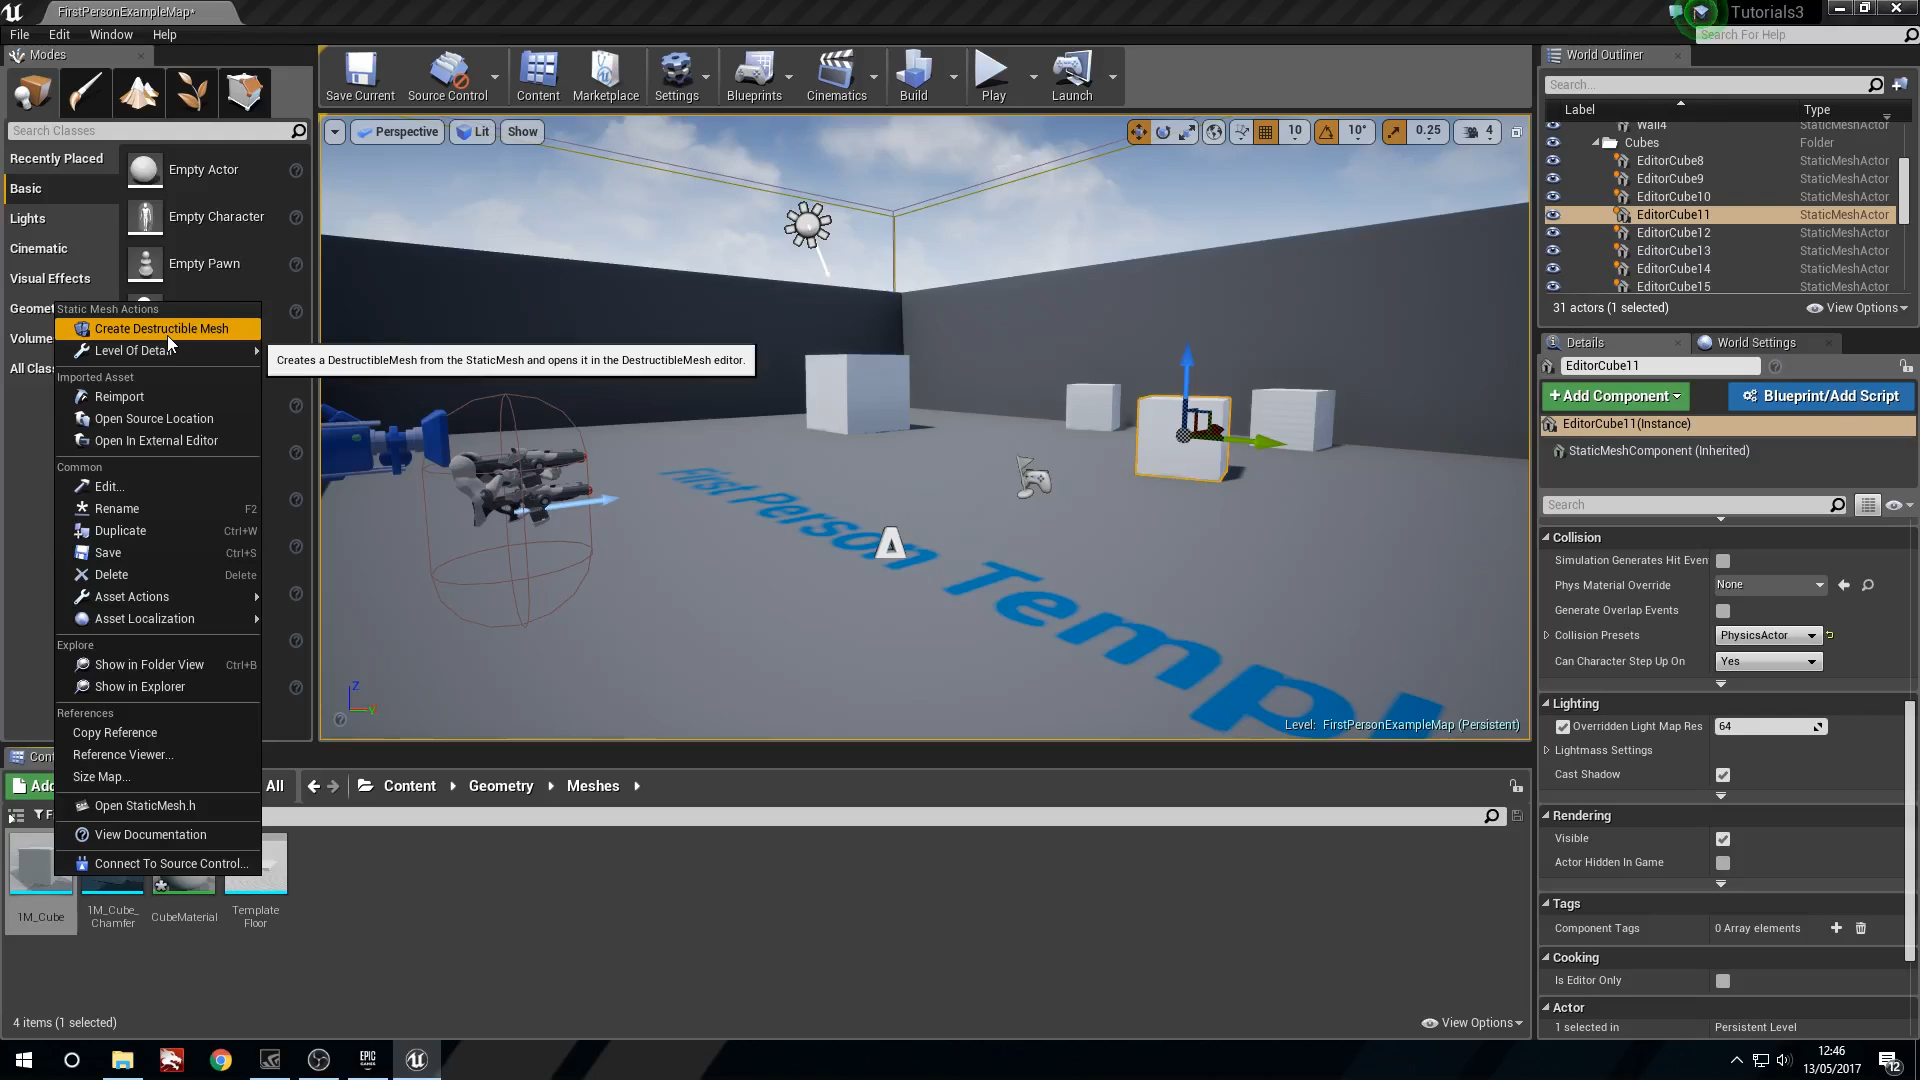 FirstPersonExampleMap*
Tutorials3
File Edit Window Help
Search For Help
Modes
Save Current
Source Control
Content
Marketplace
Settings
Blueprints
Cinematics
Build
Play
Launch
Search Classes
Recently Placed
Basic
Lights
Cinematic
Visual Effects
Geomet
Volume
All Class
Empty Actor
Empty Character
Empty Pawn
Perspective
Lit
Show
10
10°
0.25
4
First Person Templ
Level: FirstPersonExampleMap (Persistent)
Static Mesh Actions
Create Destructible Mesh
Level Of Detail
Creates a DestructibleMesh from the StaticMesh and opens it in the DestructibleMesh editor.
Imported Asset
Reimport
Open Source Location
Open In External Editor
Common
Edit...
Rename F2
Duplicate Ctrl+W
Save Ctrl+S
Delete Delete
Asset Actions
Asset Localization
Explore
Show in Folder View Ctrl+B
Show in Explorer
References
Copy Reference
Reference Viewer...
Size Map...
Open StaticMesh.h
View Documentation
Connect To Source Control...
Cont
Add
All
Content
Geometry
Meshes
1M_Cube
1M_Cube_
Chamfer
CubeMaterial
Template
Floor
4 items (1 selected)
View Options
World Outliner
Search...
Label Type
Wall4 StaticMeshActor
Cubes Folder
EditorCube8 StaticMeshActor
EditorCube9 StaticMeshActor
EditorCube10 StaticMeshActor
EditorCube11 StaticMeshActor
EditorCube12 StaticMeshActor
EditorCube13 StaticMeshActor
EditorCube14 StaticMeshActor
EditorCube15 StaticMeshActor
31 actors (1 selected)
View Options
Details
World Settings
EditorCube11
+Add Component
Blueprint/Add Script
EditorCube11(Instance)
StaticMeshComponent (Inherited)
Search
Collision
Simulation Generates Hit Even
Phys Material Override None
Generate Overlap Events
Collision Presets PhysicsActor
Can Character Step Up On Yes
Lighting
Overridden Light Map Res 64
Lightmass Settings
Cast Shadow
Rendering
Visible
Actor Hidden In Game
Tags
Component Tags 0 Array elements
Cooking
Is Editor Only
Actor
1 selected in Persistent Level
EPIC
GAMES
12:46
13/05/2017
12